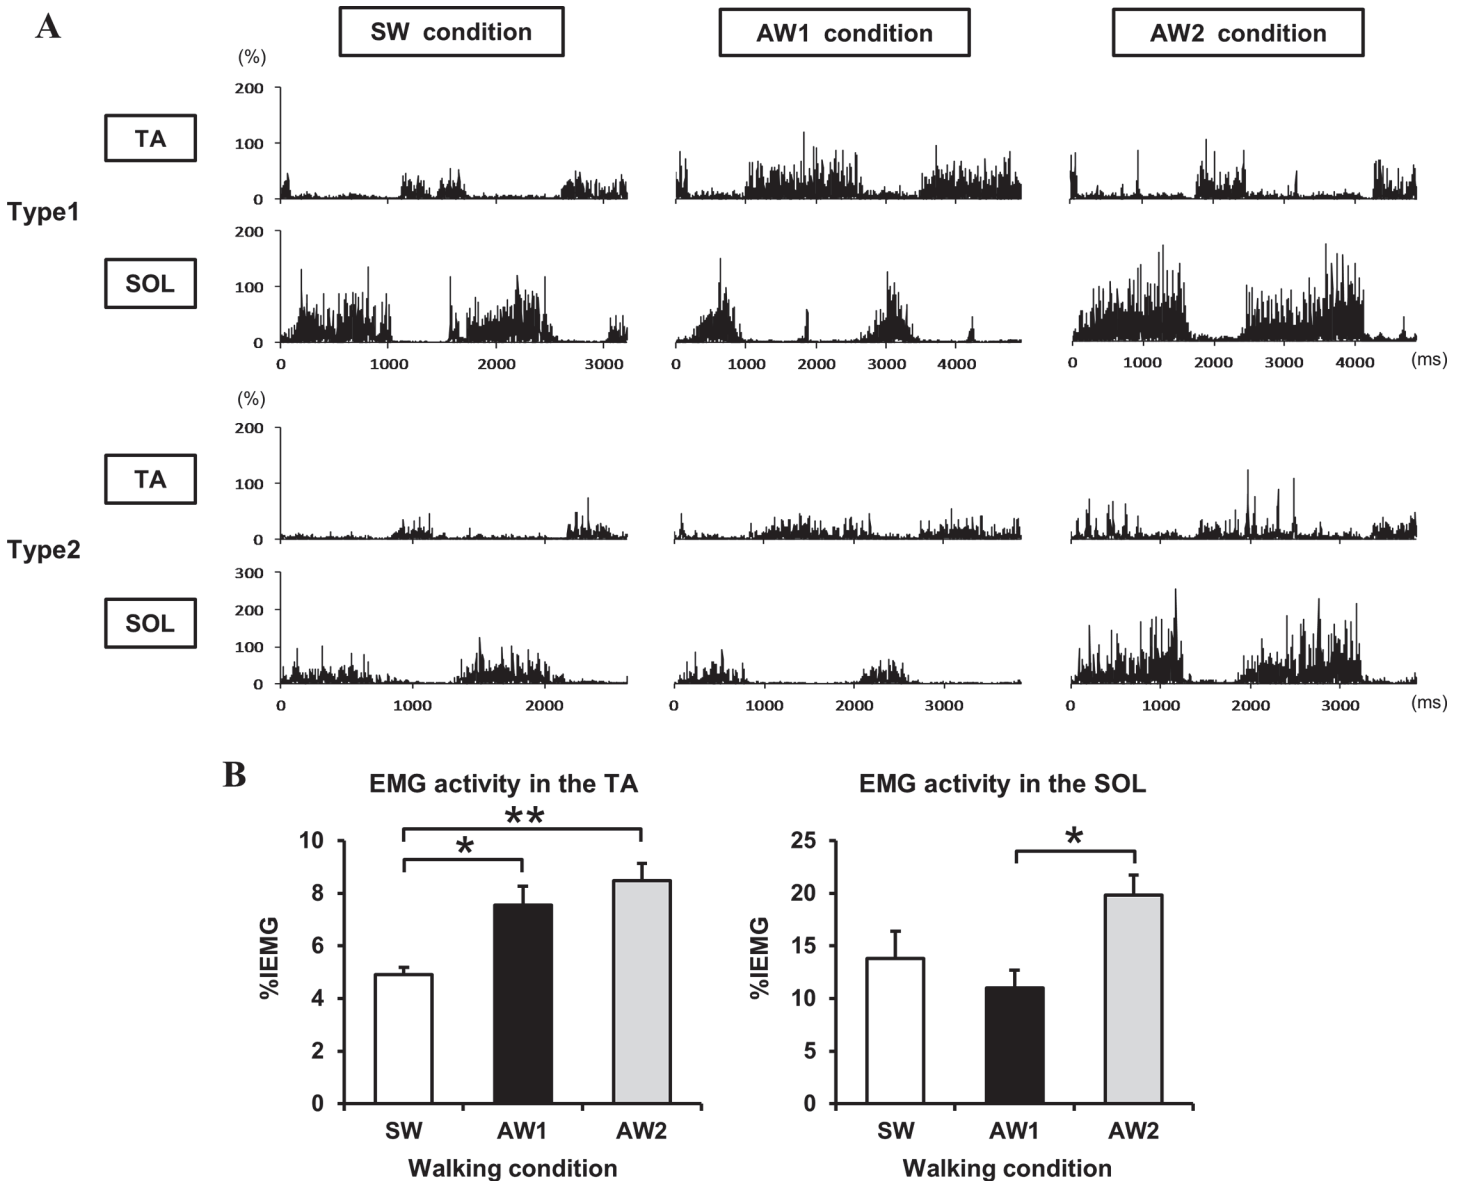 A
SW condition
AW1 condition
AW2 condition
(%)
200
100
0
TA
Type1
200
100
0
SOL
0 1000 2000 3000
0 1000 2000 3000 4000
0 1000 2000 3000 4000 (ms)
(%)
200
100
0
TA
Type2
300
200
100
0
SOL
0 1000 2000
0 1000 2000 3000
0 1000 2000 3000 (ms)
B
EMG activity in the TA
**
*
10
8
6
4
2
0
%IEMG
SW AW1 AW2
Walking condition
EMG activity in the SOL
*
25
20
15
10
5
0
%IEMG
SW AW1 AW2
Walking condition